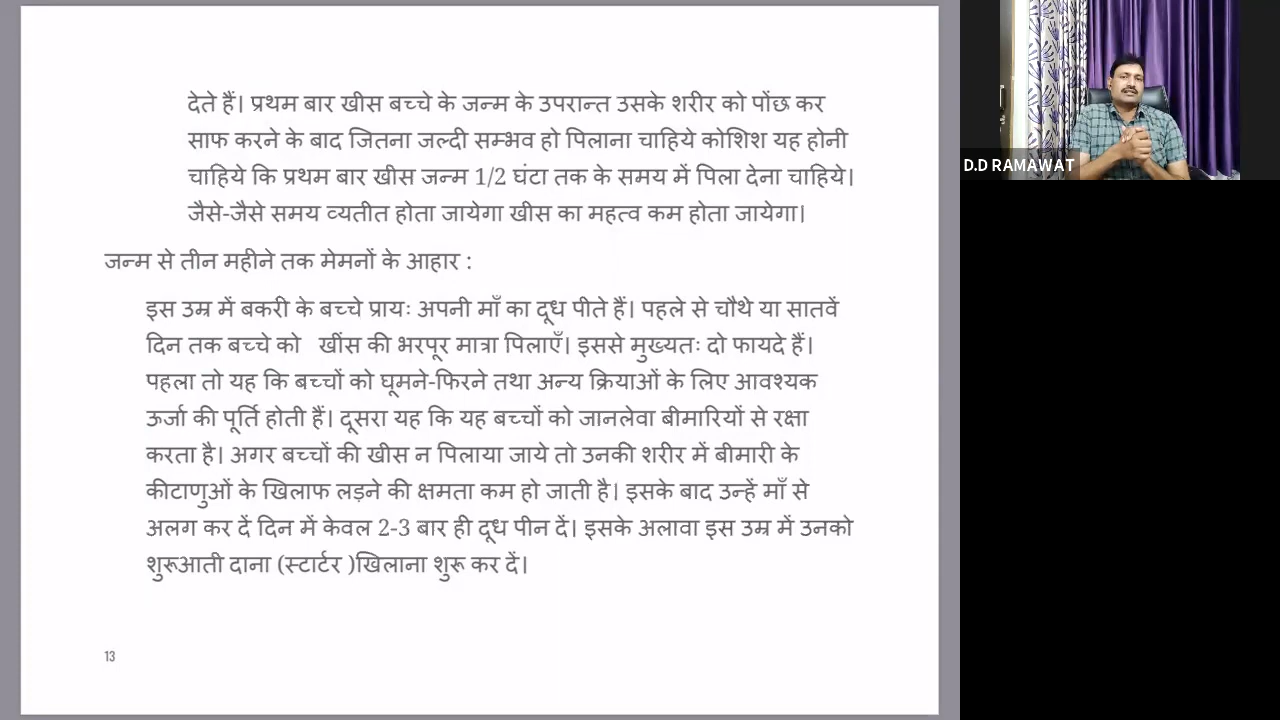 देते हैं। प्रथम बार खीस बच्चे के जन्म के उपरान्त उसके शरीर को पोंछ कर
साफ करने के बाद जितना जल्दी सम्भव हो पिलाना चाहिये कोशिश यह होनी
चाहिये कि प्रथम बार खीस जन्म 1/2 घंटा तक के समय में पिला देना चाहिये।
जैसे-जैसे समय व्यतीत होता जायेगा खीस का महत्व कम होता जायेगा।
जन्म से तीन महीने तक मेमनों के आहार :
इस उम्र में बकरी के बच्चे प्रायः अपनी माँ का दूध पीते हैं। पहले से चौथे या सातवें
दिन तक बच्चे को खींस की भरपूर मात्रा पिलाएँ। इससे मुख्यतः दो फायदे हैं।
पहला तो यह कि बच्चों को घूमने-फिरने तथा अन्य क्रियाओं के लिए आवश्यक
ऊर्जा की पूर्ति होती हैं। दूसरा यह कि यह बच्चों को जानलेवा बीमारियों से रक्षा
करता है। अगर बच्चों की खीस न पिलाया जाये तो उनकी शरीर में बीमारी के
कीटाणुओं के खिलाफ लड़ने की क्षमता कम हो जाती है। इसके बाद उन्हें माँ से
अलग कर दें दिन में केवल 2-3 बार ही दूध पीन दें। इसके अलावा इस उम्र में उनको
शुरूआती दाना (स्टार्टर )खिलाना शुरू कर दें।
13
D.D RAMAWAT